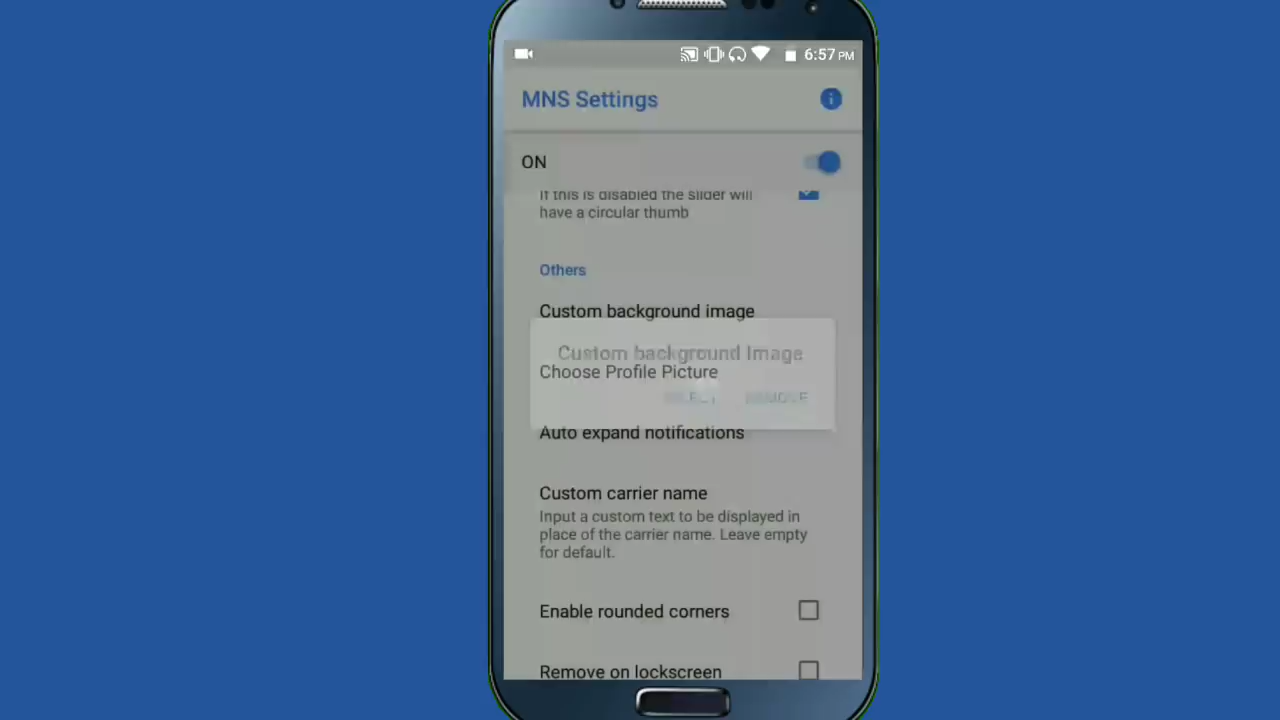 6:57 PM
MNS Settings
ON
If this is disabled the slider will
have a circular thumb
Others
Custom background image
Custom background Image
Choose Profile Picture
SELECT REMOVE
Auto expand notifications
Custom carrier name
Input a custom text to be displayed in
place of the carrier name. Leave empty
for default.
Enable rounded corners
Remove on lockscreen